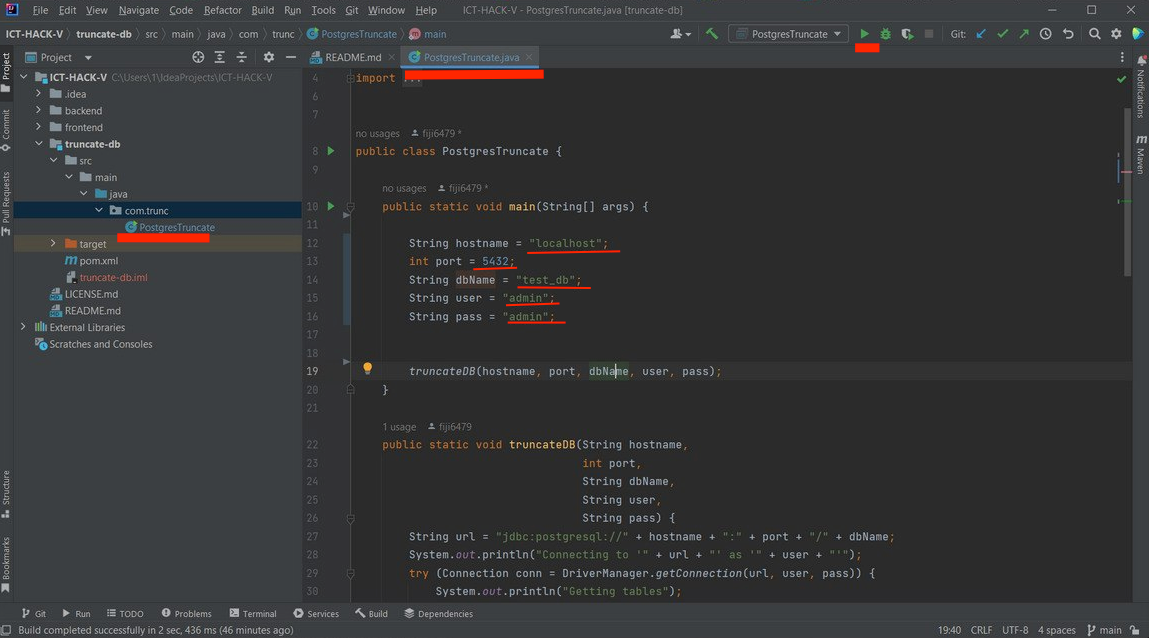 File Edit View Navigate Code Refactor Build Run Tools Git Window Help ICT-HACK-V - PostgresTruncate.java [truncate-db]
ICT-HACK-V truncate-db src main java com trunc PostgresTruncate main PostgresTruncate Git:
Project
README.md PostgresTruncate.java
ICT-HACK-V C:\Users\1\IdeaProjects\ICT-HACK-V
.idea
backend
frontend
truncate-db
src
main
java
com.trunc
PostgresTruncate
target
pom.xml
truncate-db.iml
LICENSE.md
README.md
External Libraries
Scratches and Consoles
Project
Commit
Pull Requests
Structure
Bookmarks
4 import ...
6
7
no usages fiji6479 *
8 public class PostgresTruncate {
9
no usages fiji6479 *
10 public static void main(String[] args) {
11
12 String hostname = "localhost";
13 int port = 5432;
14 String dbName = "test_db";
15 String user = "admin";
16 String pass = "admin";
17
18
19 truncateDB(hostname, port, dbName, user, pass);
20 }
21
1 usage fiji6479
22 public static void truncateDB(String hostname,
23 int port,
24 String dbName,
25 String user,
26 String pass) {
27 String url = "jdbc:postgresql://" + hostname + ":" + port + "/" + dbName;
28 System.out.println("Connecting to '" + url + "' as '" + user + "'");
29 try (Connection conn = DriverManager.getConnection(url, user, pass)) {
30 System.out.println("Getting tables");
Notifications
Maven
Git Run TODO Problems Terminal Services Build Dependencies
Build completed successfully in 2 sec, 436 ms (46 minutes ago) 19:40 CRLF UTF-8 4 spaces main